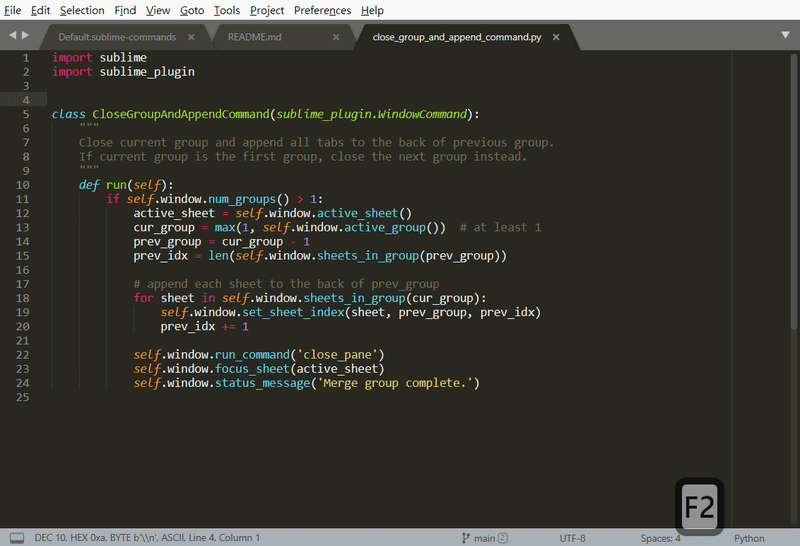 File Edit Selection Find View Goto Tools Project Preferences Help
Default.sublime-commands × README.md × close_group_and_append_command.py ×
1 import sublime
2 import sublime_plugin
3
4
5 class CloseGroupAndAppendCommand(sublime_plugin.WindowCommand):
6     """
7     Close current group and append all tabs to the back of previous group.
8     If current group is the first group, close the next group instead.
9     """
10     def run(self):
11         if self.window.num_groups() > 1:
12             active_sheet = self.window.active_sheet()
13             cur_group = max(1, self.window.active_group())  # at least 1
14             prev_group = cur_group - 1
15             prev_idx = len(self.window.sheets_in_group(prev_group))
16
17             # append each sheet to the back of prev_group
18             for sheet in self.window.sheets_in_group(cur_group):
19                 self.window.set_sheet_index(sheet, prev_group, prev_idx)
20                 prev_idx += 1
21
22             self.window.run_command('close_pane')
23             self.window.focus_sheet(active_sheet)
24             self.window.status_message('Merge group complete.')
25
F2
DEC 10, HEX 0xa, BYTE b'\\n', ASCII, Line 4, Column 1 main 2 UTF-8 Spaces: 4 Python